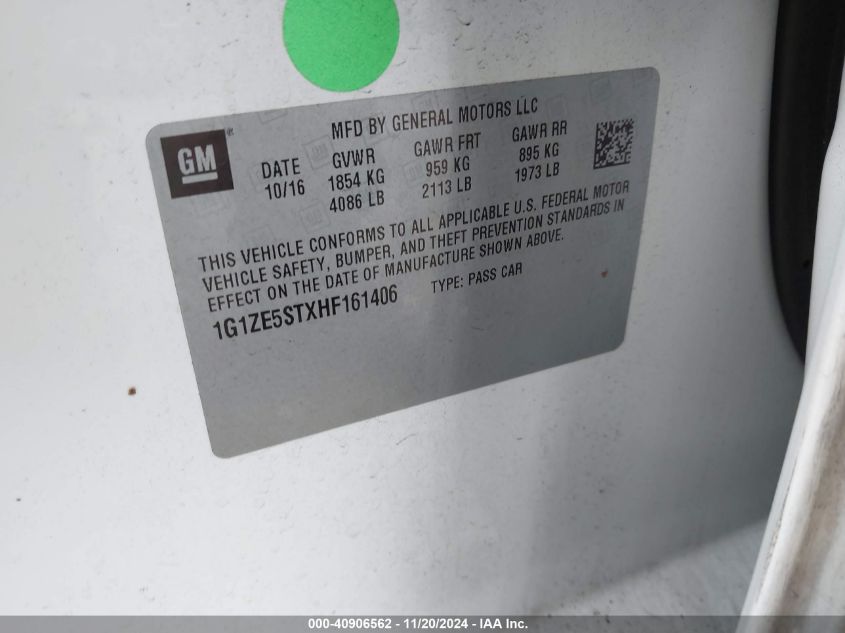 MFD BY GENERAL MOTORS LLC
GM
DATE GVWR GAWR FRT GAWR RR
10/16 1854 KG 959 KG 895 KG
4086 LB 2113 LB 1973 LB
THIS VEHICLE CONFORMS TO ALL APPLICABLE U.S. FEDERAL MOTOR
VEHICLE SAFETY, BUMPER, AND THEFT PREVENTION STANDARDS IN
EFFECT ON THE DATE OF MANUFACTURE SHOWN ABOVE.
1G1ZE5STXHF161406 TYPE: PASS CAR
000-40906562 - 11/20/2024 - IAA Inc.